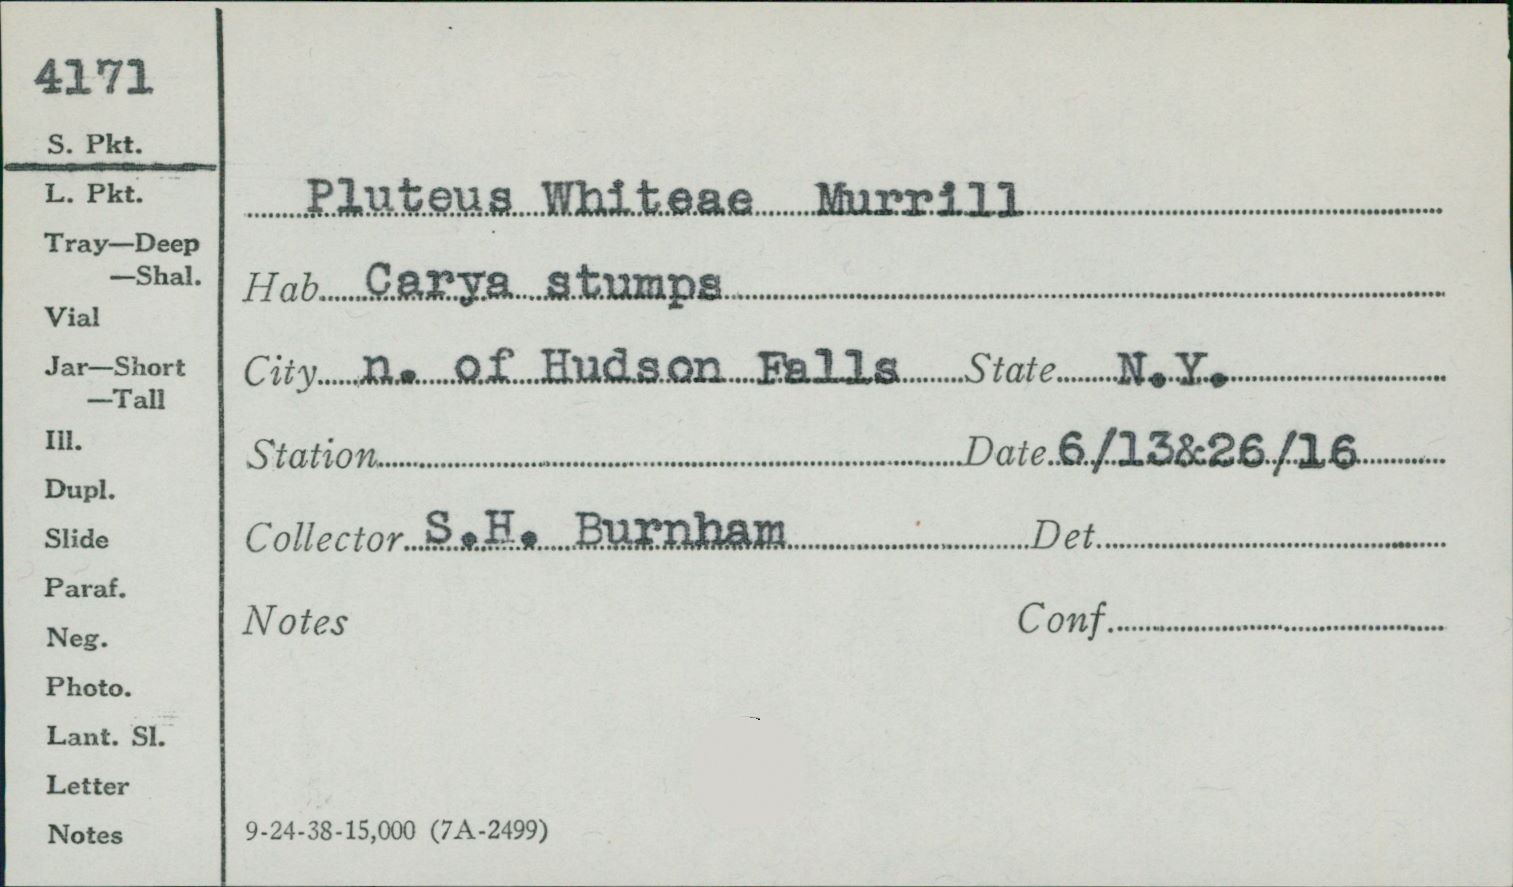 4171
S. Pkt.
L. Pkt.
Tray—Deep
—Shal.
Vial
Jar—Short
—Tall
Ill.
Dupl.
Slide
Paraf.
Neg.
Photo.
Lant. Sl.
Letter
Notes
Pluteus Whiteae Murrill
Hab. Carya stumps
City n. of Hudson Falls State N.Y.
Station Date 6/13&26/16
Collector S.H. Burnham Det.
Notes Conf.
9-24-38-15,000 (7A-2499)